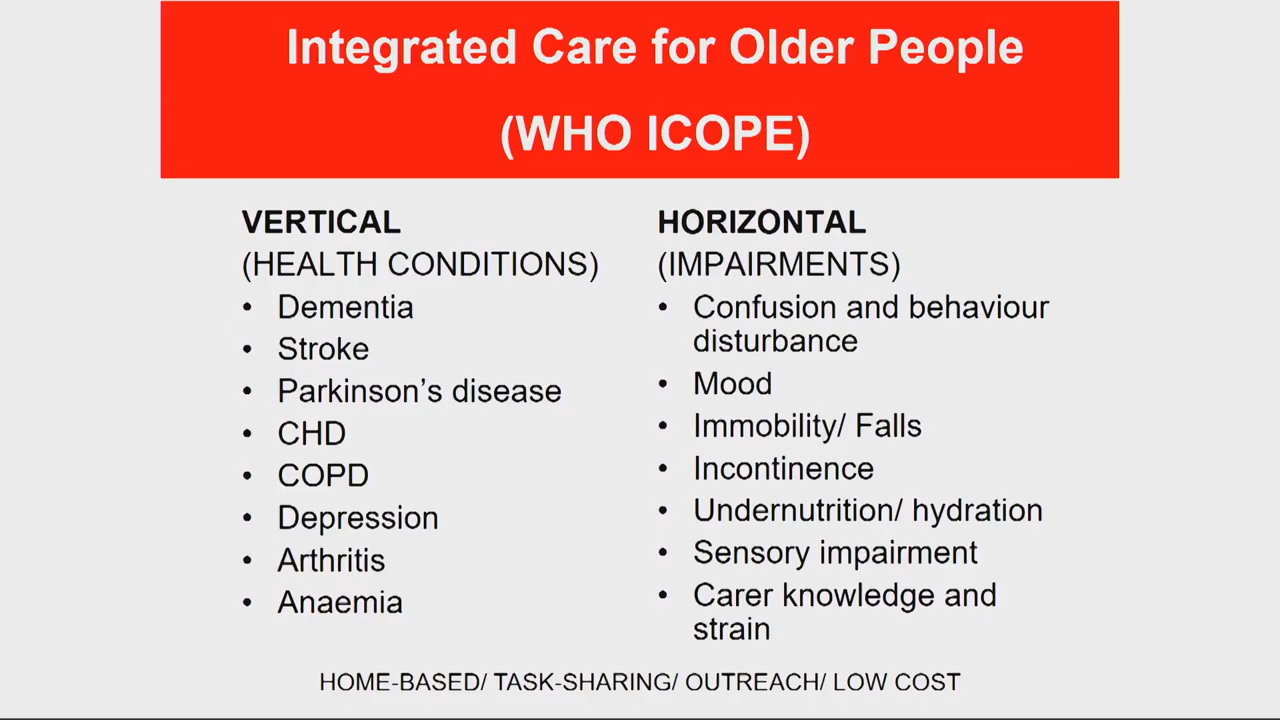 Integrated Care for Older People
(WHO ICOPE)
VERTICAL
(HEALTH CONDITIONS)
• Dementia
• Stroke
• Parkinson’s disease
• CHD
• COPD
• Depression
• Arthritis
• Anaemia
HORIZONTAL
(IMPAIRMENTS)
• Confusion and behaviour
disturbance
• Mood
• Immobility/ Falls
• Incontinence
• Undernutrition/ hydration
• Sensory impairment
• Carer knowledge and
strain
HOME-BASED/ TASK-SHARING/ OUTREACH/ LOW COST